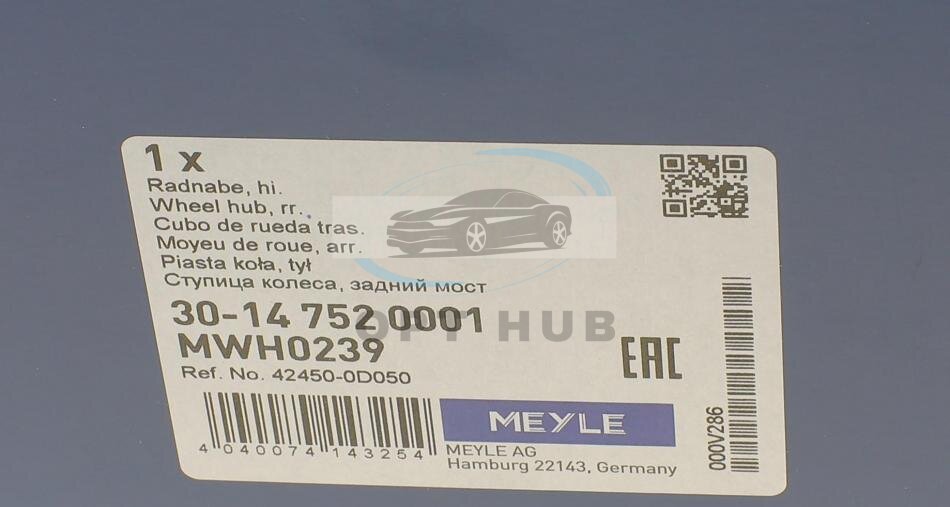 1 x
Radnabe, hi.
Wheel hub, rr.
Cubo de rueda tras.
Moyeu de roue, arr.
Piasta koła, tył
Ступица колеса, задний мост
30-14 752 0001
OPT HUB
MWH0239
EAC
Ref. No. 42450-0D050
MEYLE
4 040074 143254
MEYLE AG
Hamburg 22143, Germany
000V286